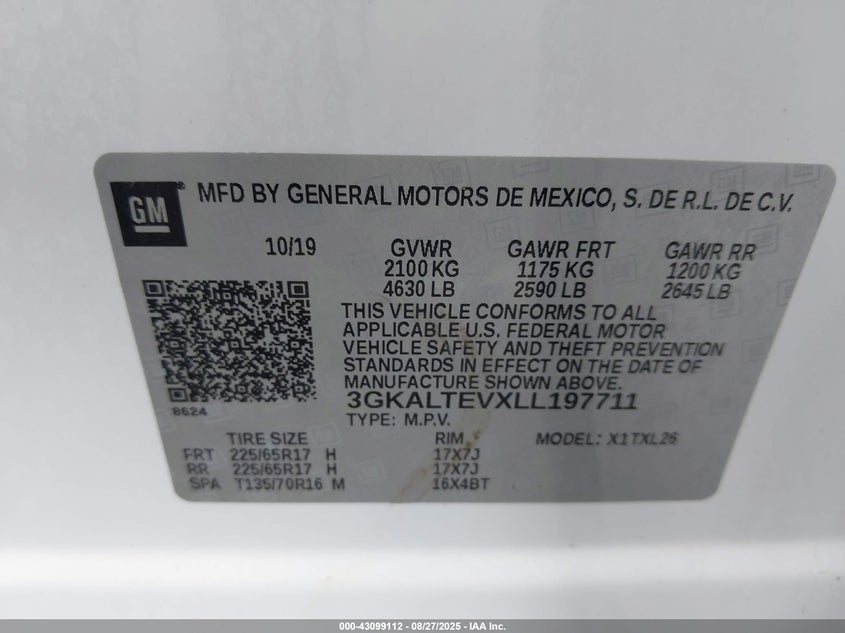 GM ® MFD BY GENERAL MOTORS DE MEXICO, S. DE R.L. DE C.V.
10/19 GVWR GAWR FRT GAWR RR
2100 KG 1175 KG 1200 KG
4630 LB 2590 LB 2645 LB
THIS VEHICLE CONFORMS TO ALL
APPLICABLE U.S. FEDERAL MOTOR
VEHICLE SAFETY AND THEFT PREVENTION
STANDARDS IN EFFECT ON THE DATE OF
MANUFACTURE SHOWN ABOVE.
3GKALTEVXLL197711
8624
TYPE: M.P.V.
TIRE SIZE RIM MODEL: X1TXL26
FRT 225/65R17 H 17X7J
RR 225/65R17 H 17X7J
SPA T135/70R16 M 16X4BT
000-43099112 - 08/27/2025 - IAA Inc.